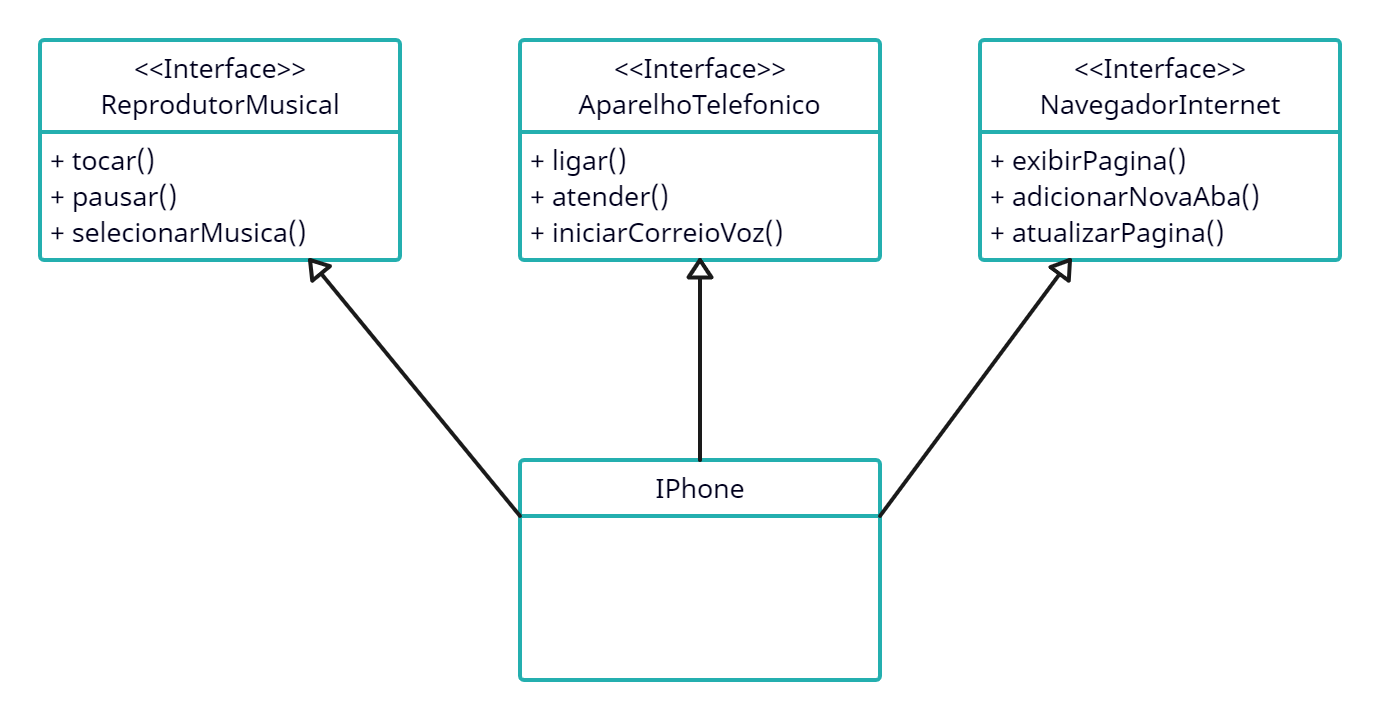 <<Interface>>
ReprodutorMusical
+ tocar()
+ pausar()
+ selecionarMusica()
<<Interface>>
AparelhoTelefonico
+ ligar()
+ atender()
+ iniciarCorreioVoz()
<<Interface>>
NavegadorInternet
+ exibirPagina()
+ adicionarNovaAba()
+ atualizarPagina()
IPhone